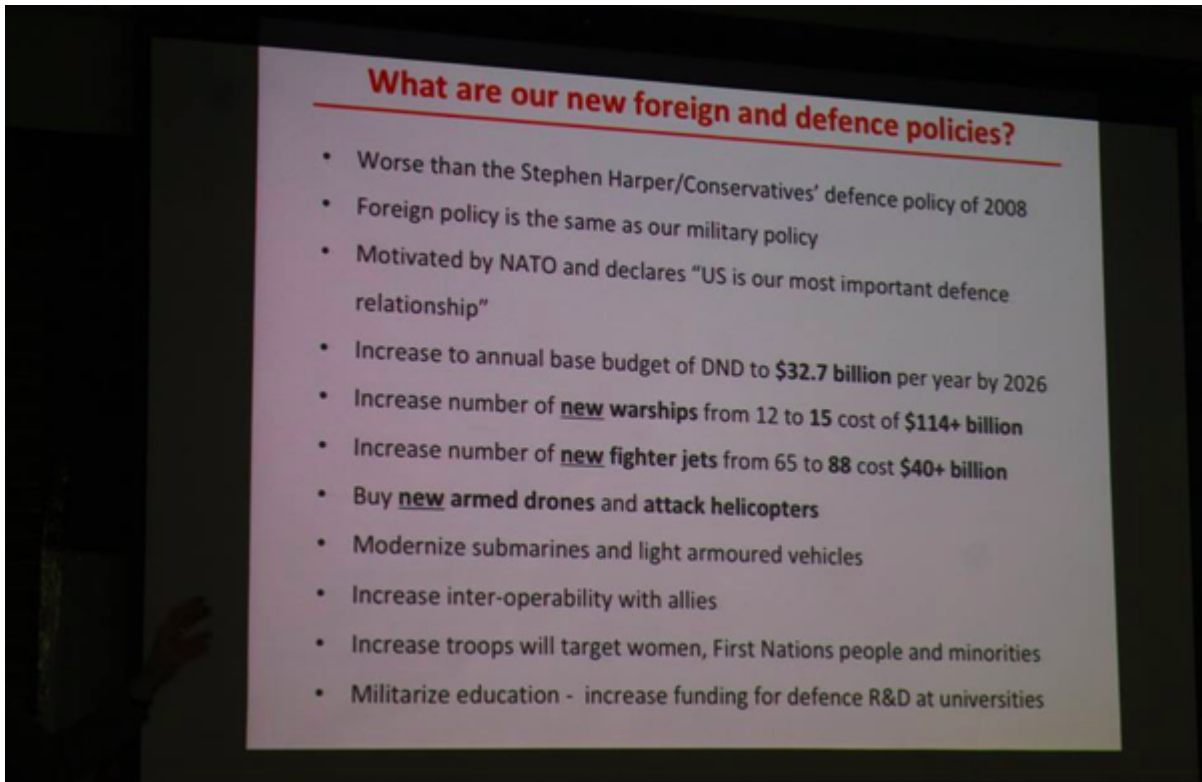 What are our new foreign and defence policies?
• Worse than the Stephen Harper/Conservatives' defence policy of 2008
• Foreign policy is the same as our military policy
• Motivated by NATO and declares “US is our most important defence
relationship”
• Increase to annual base budget of DND to $32.7 billion per year by 2026
• Increase number of new warships from 12 to 15 cost of $114+ billion
• Increase number of new fighter jets from 65 to 88 cost $40+ billion
• Buy new armed drones and attack helicopters
• Modernize submarines and light armoured vehicles
• Increase inter-operability with allies
• Increase troops will target women, First Nations people and minorities
• Militarize education - increase funding for defence R&D at universities